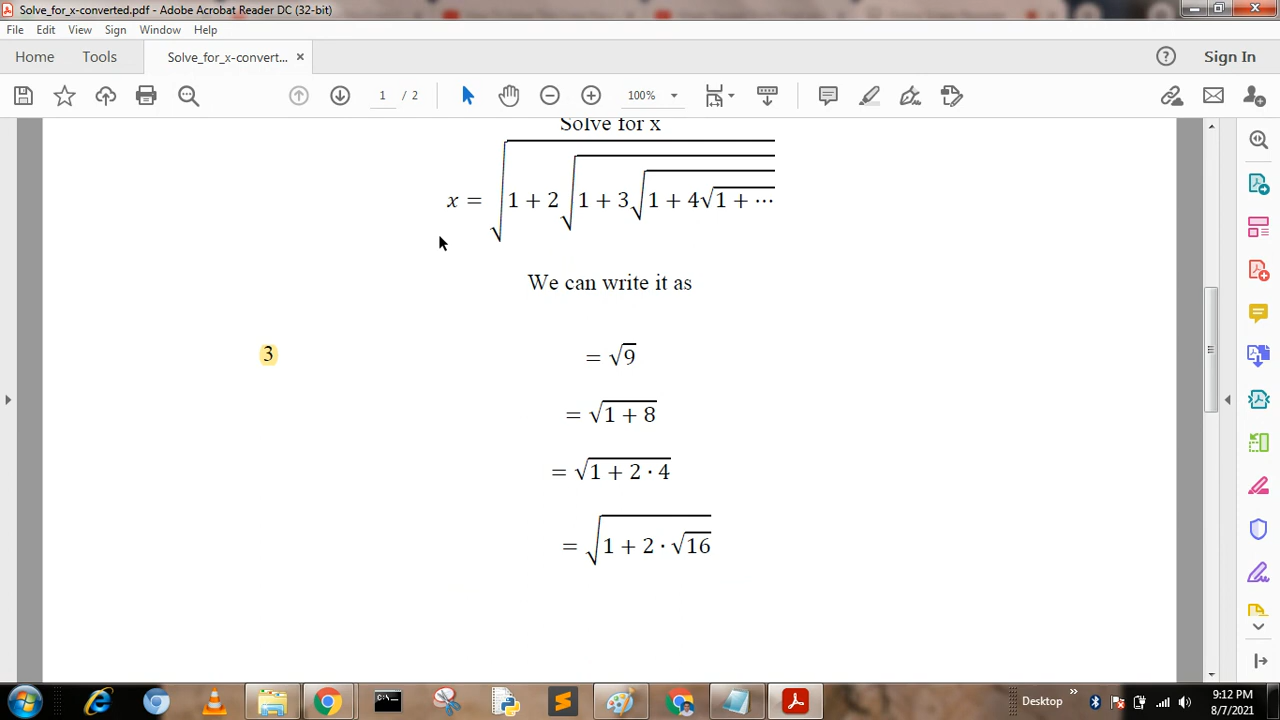 Solve_for_x-converted.pdf - Adobe Acrobat Reader DC (32-bit)
File Edit View Sign Window Help
Home Tools Solve_for_x-convert... × ? Sign In
1 / 2 100%
Solve for x
x = √(1 + 2√(1 + 3√(1 + 4√(1 + ⋯
We can write it as
3 = √9
= √(1 + 8)
= √(1 + 2 · 4)
= √(1 + 2 · √16)
Desktop » 9:12 PM
8/7/2021